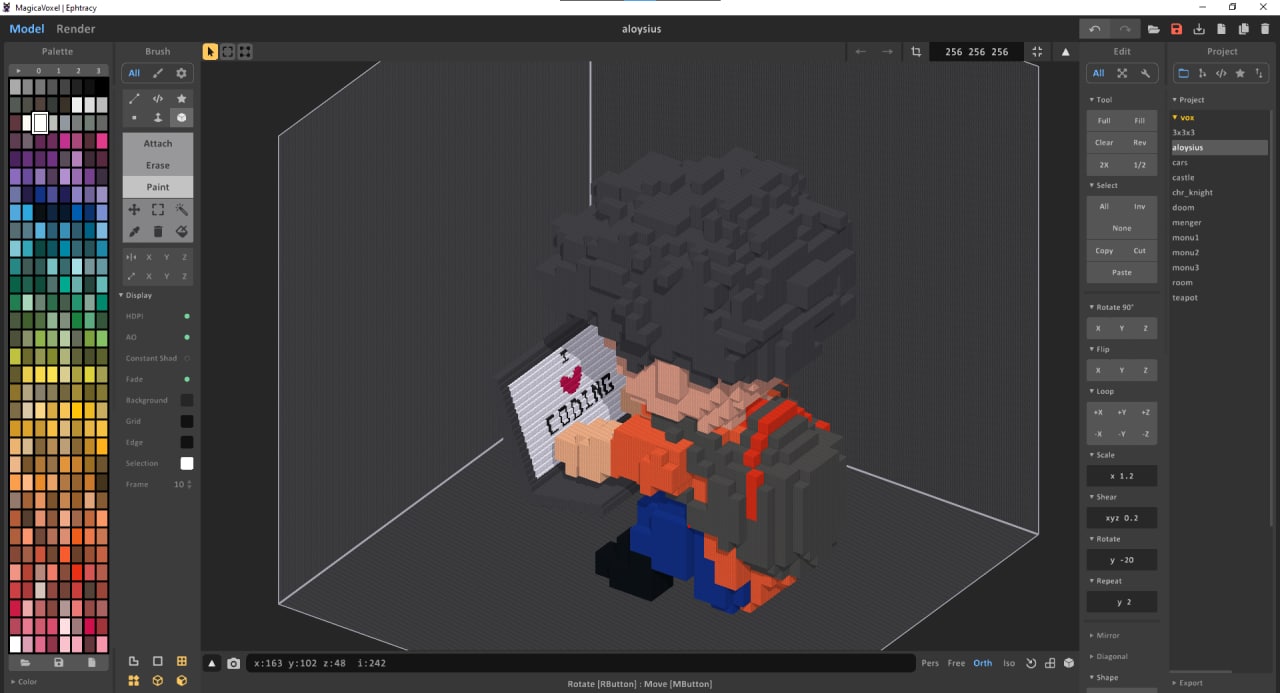 MagicaVoxel | Ephtracy
Model Render
aloysius
Palette
0 1 2 3
Color
Brush
All
Attach
Erase
Paint
X Y Z
X Y Z
Display
HDPI
AO
Constant Shad
Fade
Background
Grid
Edge
Selection
Frame 10
256 256 256
I
CODING
x:163 y:102 z:48 i:242
Pers Free Orth Iso
Rotate [RButton] : Move [MButton]
Edit
All
Tool
Full Fill
Clear Rev
2X 1/2
Select
All Inv
None
Copy Cut
Paste
Rotate 90°
X Y Z
Flip
X Y Z
Loop
+X +Y +Z
-X -Y -Z
Scale
x 1.2
Shear
xyz 0.2
Rotate
y -20
Repeat
y 2
Mirror
Diagonal
Shape
Project
Project
vox
3x3x3
aloysius
cars
castle
chr_knight
doom
menger
monu1
monu2
monu3
room
teapot
Export